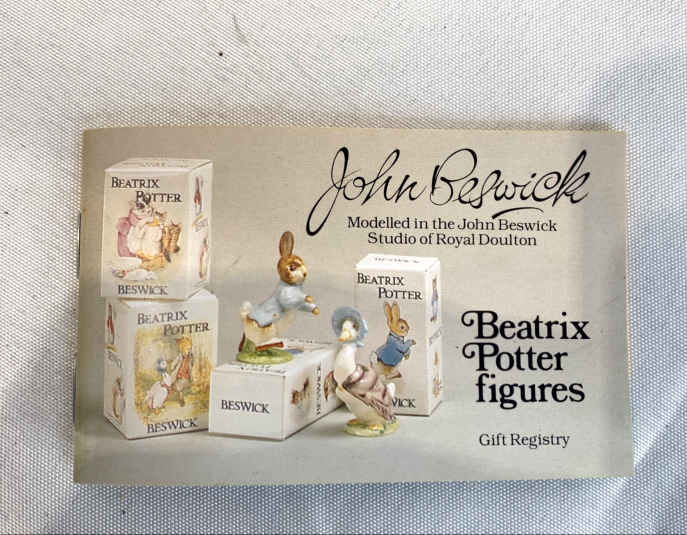 John Beswick
Modelled in the John Beswick
Studio of Royal Doulton
BEATRIX
POTTER
BESWICK
BEATRIX
POTTER
BESWICK
BEATRIX
POTTER
BESWICK
Beatrix
Potter
figures
Gift Registry